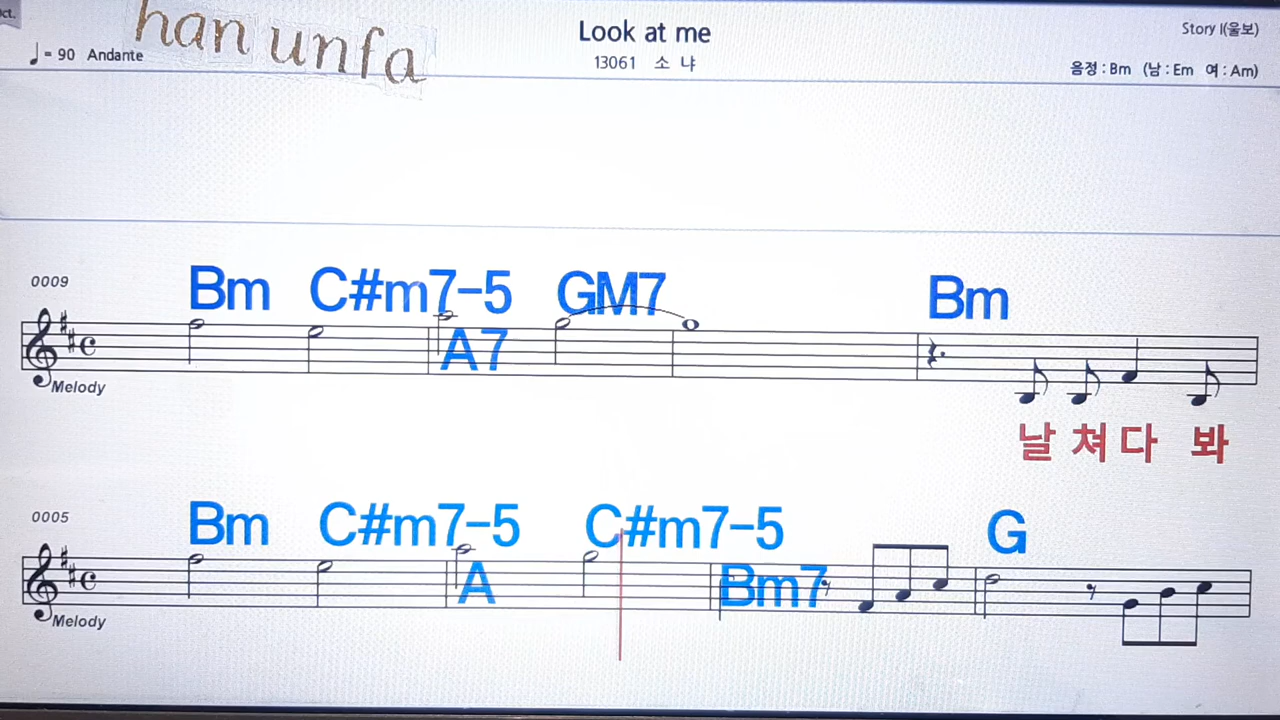 ct.
han unfa
Look at me
Story I(울보)
♩= 90 Andante
13061 소 냐
음정 : Bm (남 : Em 여 : Am)
0009
Bm C#m7-5 GM7 Bm
A7
Melody
날 쳐 다 봐
0005
Bm C#m7-5 C#m7-5 G
A Bm7
Melody